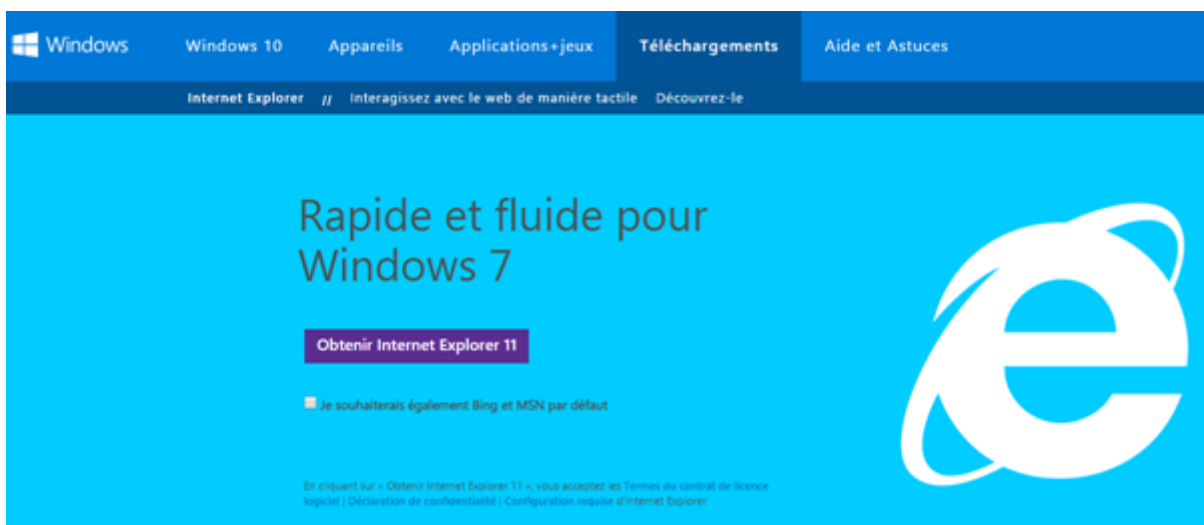 Windows Windows 10 Appareils Applications+jeux Téléchargements Aide et Astuces
Internet Explorer // Interagissez avec le web de manière tactile Découvrez-le
Rapide et fluide pour
Windows 7
Obtenir Internet Explorer 11
Je souhaiterais également Bing et MSN par défaut
En cliquant sur « Obtenir Internet Explorer 11 », vous acceptez les Termes du contrat de licence
logiciel | Déclaration de confidentialité | Configuration requise d'Internet Explorer